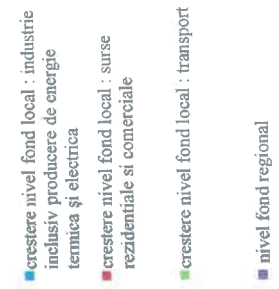 crestere nivel fond local : industrie
inclusiv producere de energie
termica și electrica
crestere nivel fond local : surse
rezidentiale si comerciale
crestere nivel fond local : transport
nivel fond regional